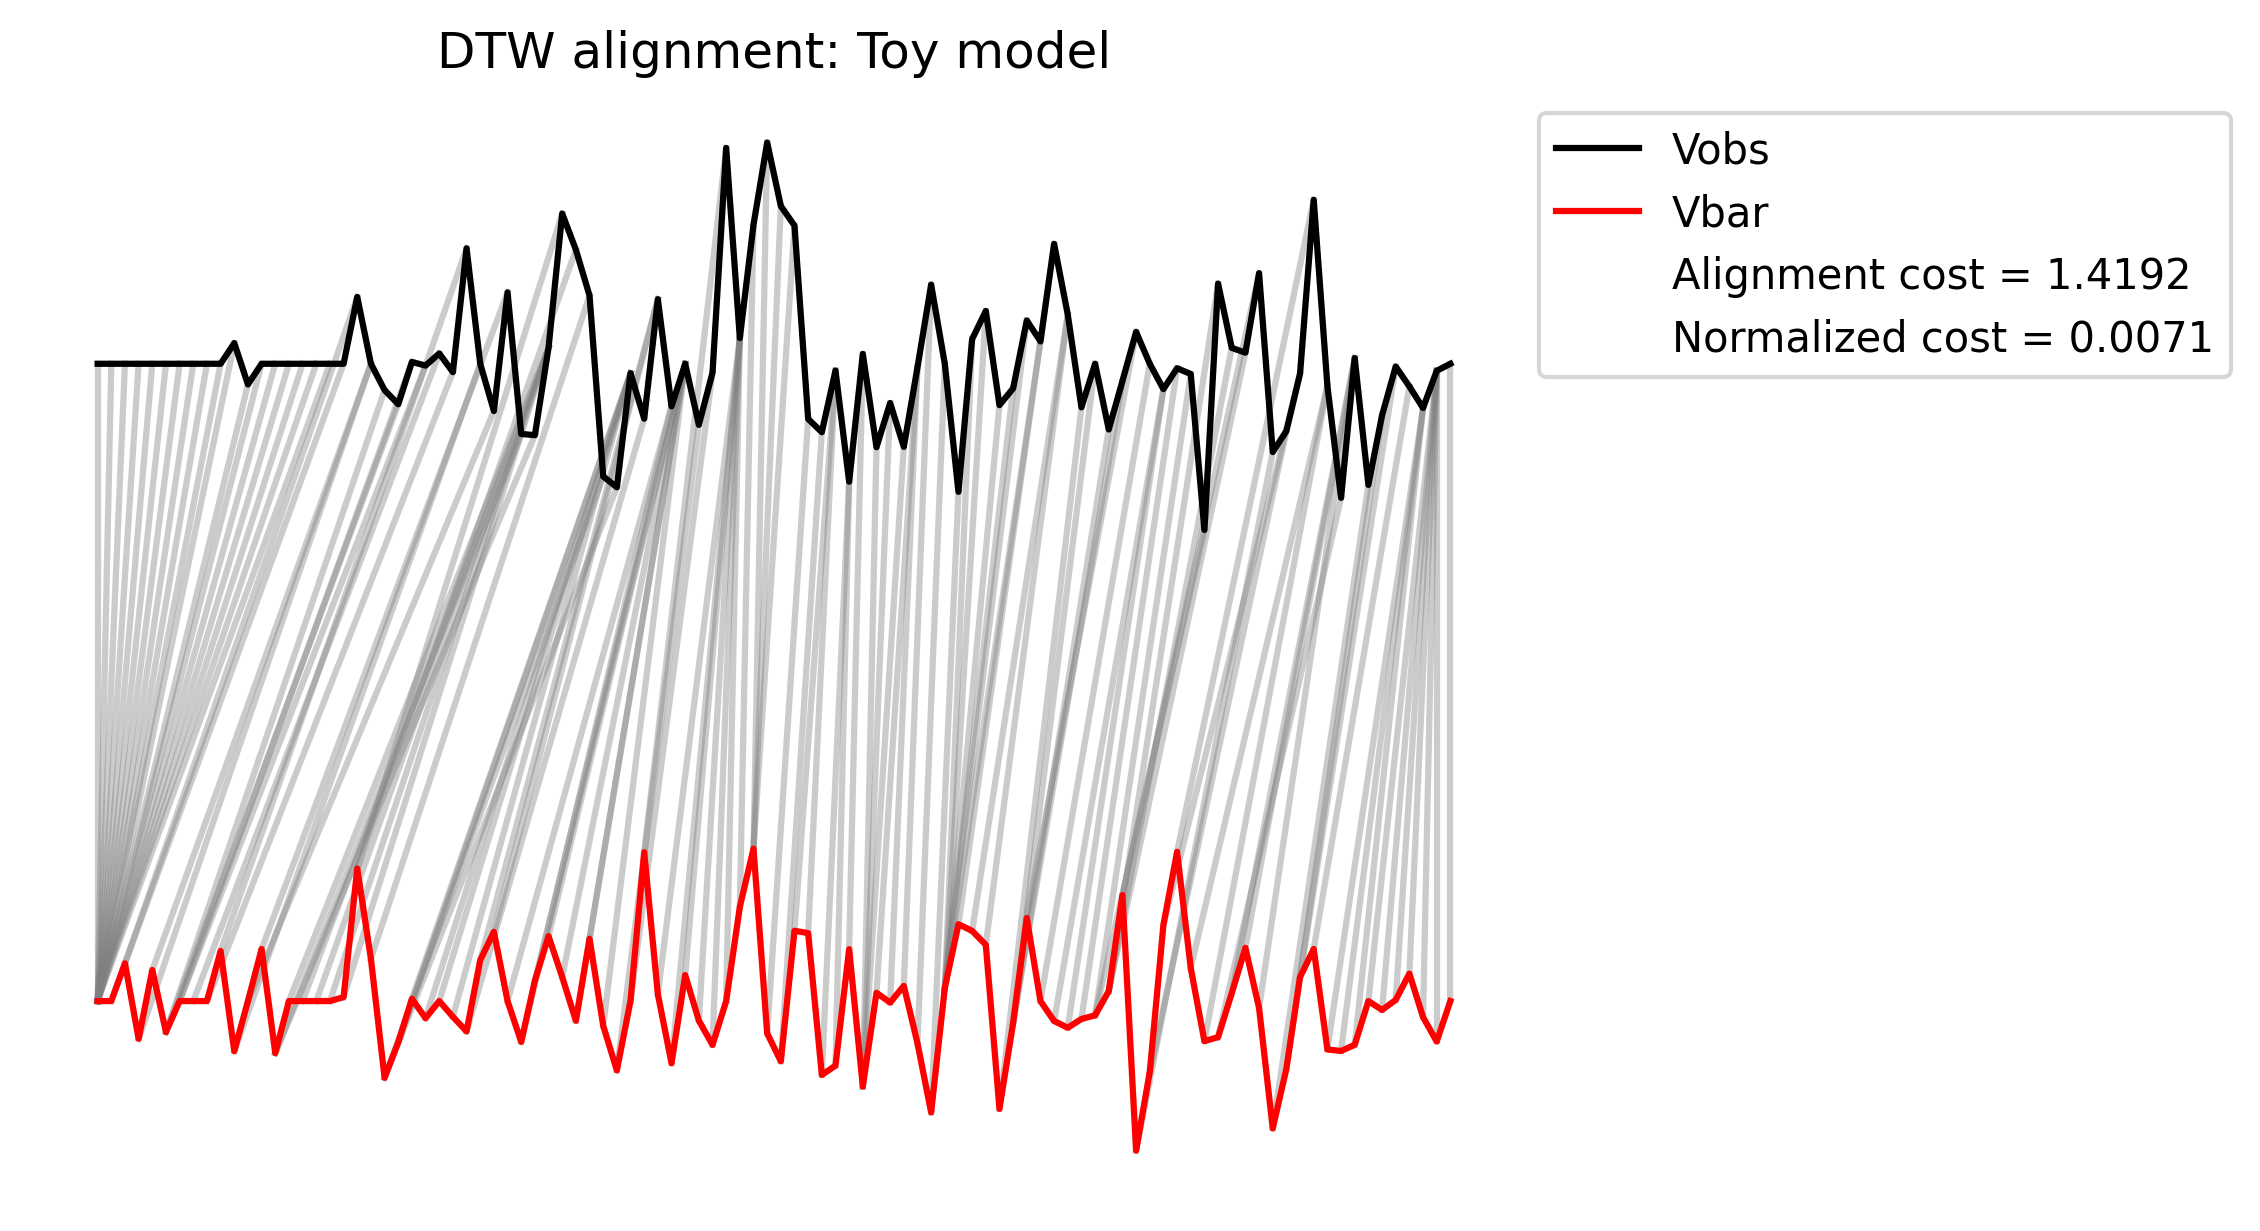 DTW alignment: Toy model
Vobs
Vbar
Alignment cost = 1.4192
Normalized cost = 0.0071